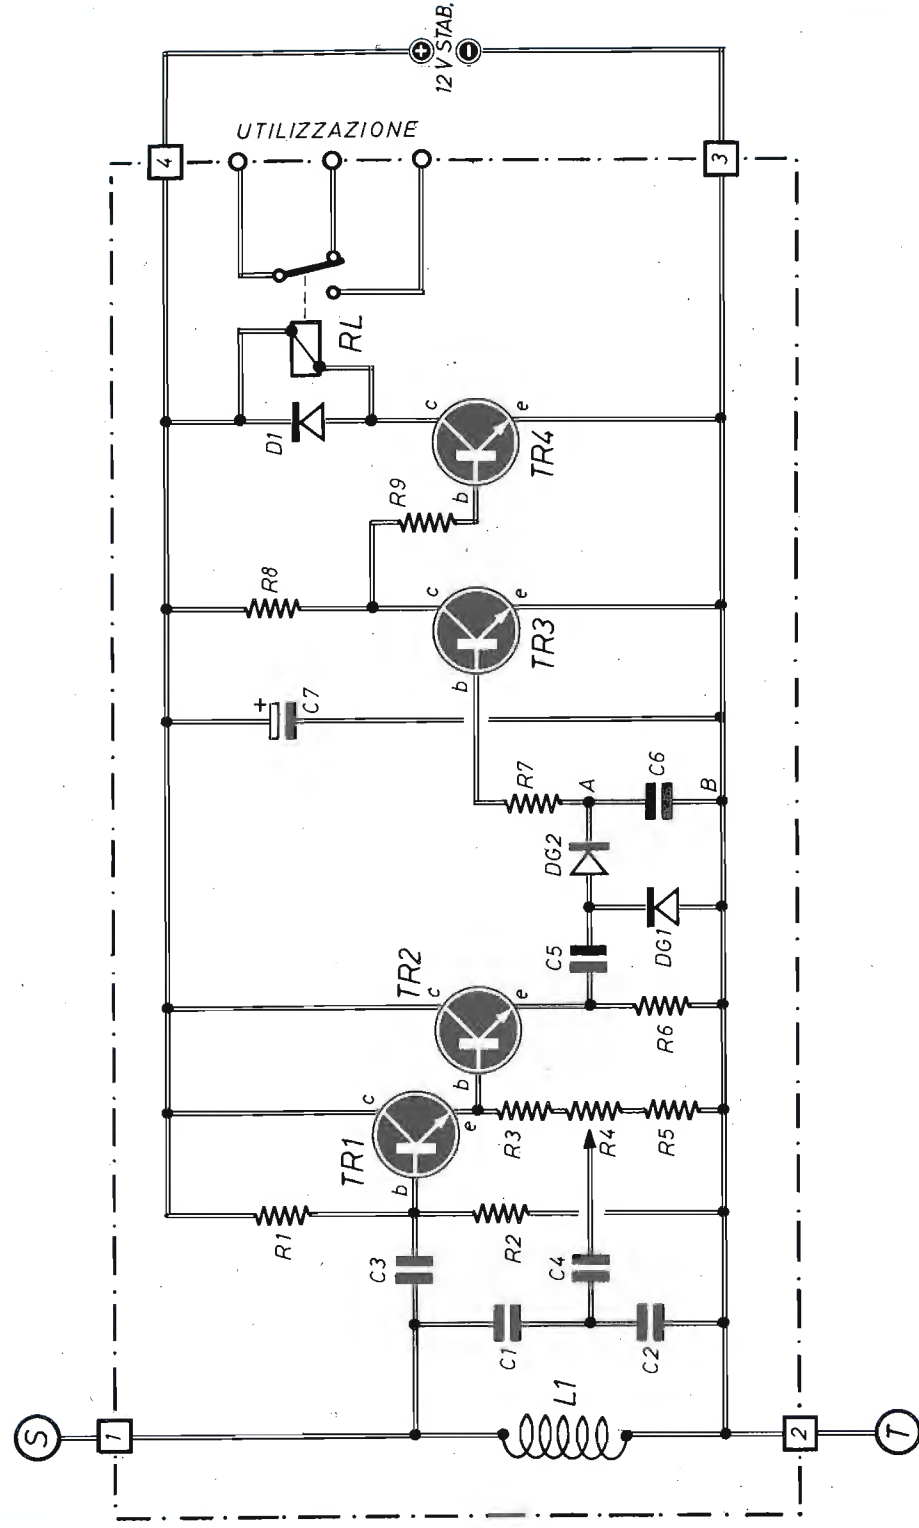 S
1
L1
C1
C2
C3
C4
R1
R2
TR1
b
c
e
R3
R4
R5
TR2
b
c
e
R6
C5
DG1
DG2
A
R7
C6
B
+
C7
TR3
b
c
e
R8
R9
TR4
b
c
e
D1
RL
UTILIZZAZIONE
4
3
+
12 V STAB.
–
2
T